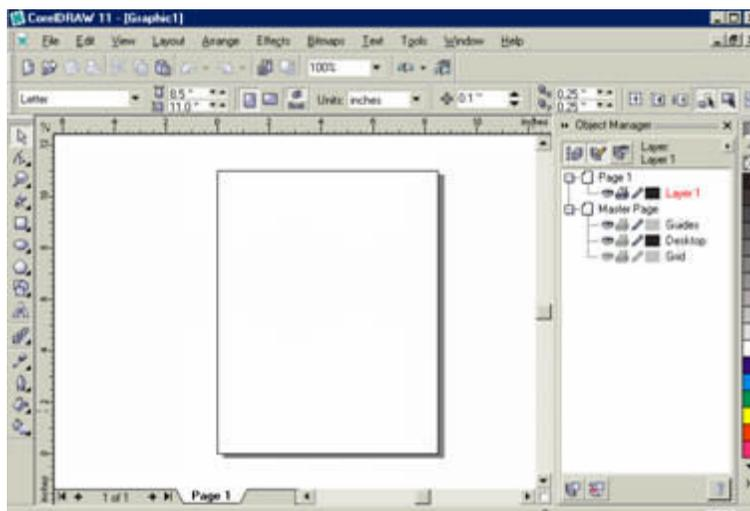 CorelDRAW 11 - [Graphic1]
File Edit View Layout Arrange Effects Bitmaps Text Tools Window Help
100%
Letter 8.5" 11.0" Units: inches 0.1" 0.25" 0.25"
inches
Object Manager
Layer:
Layer 1
Page 1
Layer 1
Master Page
Guides
Desktop
Grid
inches
1 of 1 Page 1